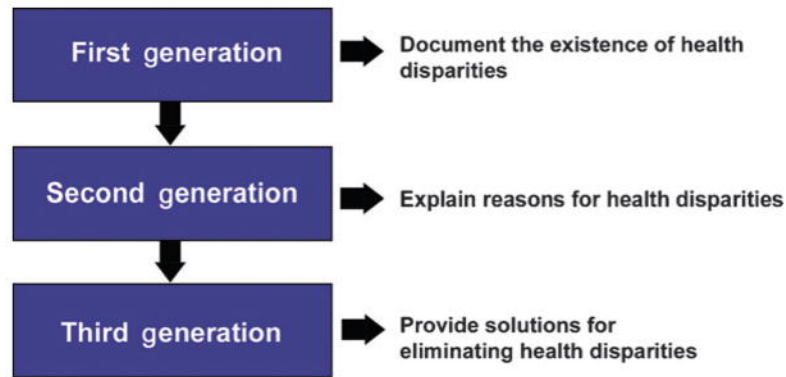 First generation
Document the existence of health
disparities
Second generation
Explain reasons for health disparities
Third generation
Provide solutions for
eliminating health disparities